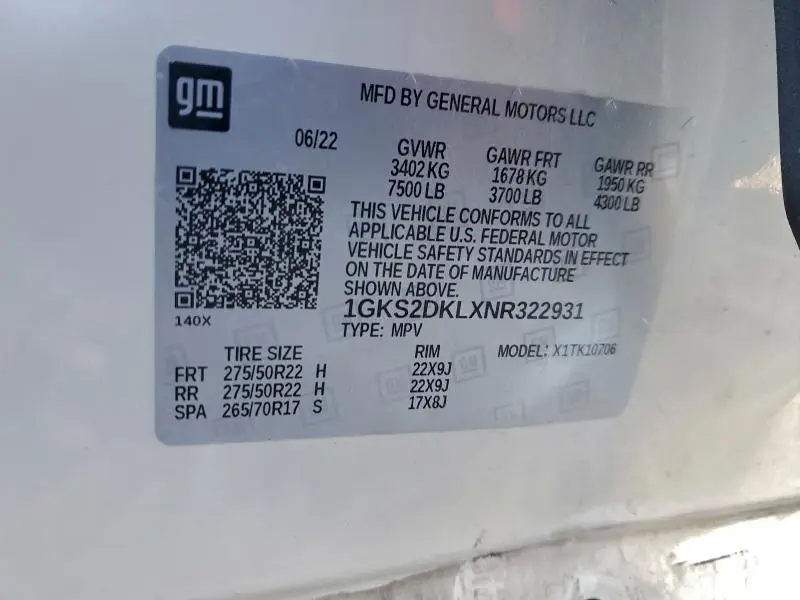 gm
MFD BY GENERAL MOTORS LLC
06/22
GVWR GAWR FRT GAWR RR
3402 KG 1678 KG 1950 KG
7500 LB 3700 LB 4300 LB
THIS VEHICLE CONFORMS TO ALL
APPLICABLE U.S. FEDERAL MOTOR
VEHICLE SAFETY STANDARDS IN EFFECT
ON THE DATE OF MANUFACTURE
SHOWN ABOVE.
1GKS2DKLXNR322931
140X
TYPE: MPV
TIRE SIZE RIM MODEL: X1TK10706
FRT 275/50R22 H 22X9J
RR 275/50R22 H 22X9J
SPA 265/70R17 S 17X8J